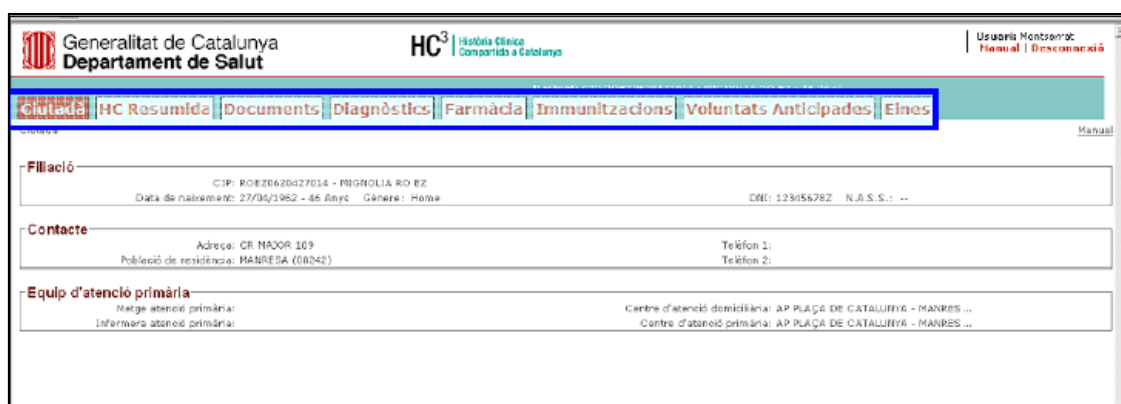 Generalitat de Catalunya
Departament de Salut
HC3 Història Clínica
Compartida a Catalunya
Usuari: Montserrat
Manual | Desconnexió
Ciutadà HC Resumida Documents Diagnòstics Farmàcia Immunitzacions Voluntats Anticipades Eines
Manual
Filiació
CIP: ROEZ0620427014 - MIGNOLIA RO EZ
Data de naixement: 27/04/1962 - 46 Anys Gènere: Home DNI: 12345678Z N.A.S.S.: --
Contacte
Adreça: CR MAJOR 109 Telèfon 1:
Població de residència: MANRESA (08242) Telèfon 2:
Equip d'atenció primària
Metge atenció primària: Centre d'atenció domiciliària: AP PLAÇA DE CATALUNYA - MANRES...
Infermera atenció primària: Centre d'atenció primària: AP PLAÇA DE CATALUNYA - MANRES...